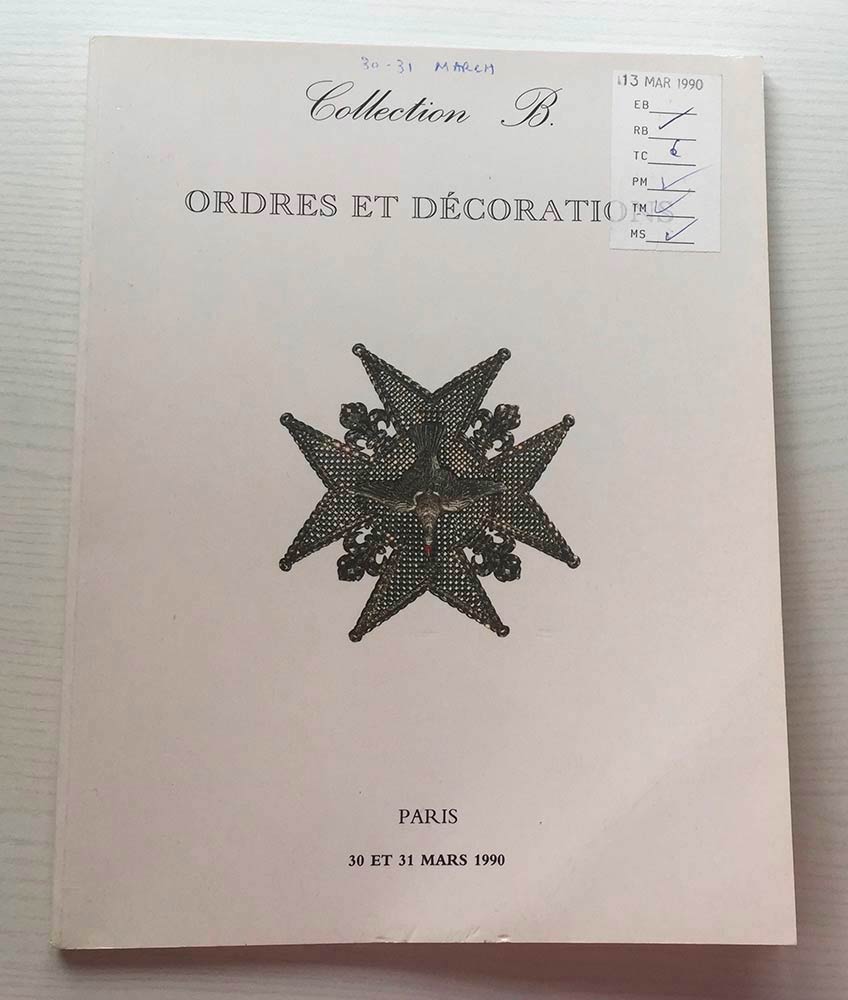 30-31 MARCH
Collection B.
13 MAR 1990
EB
RB
TC
PM
TM
MS
ORDRES ET DÉCORATIONS
PARIS
30 ET 31 MARS 1990